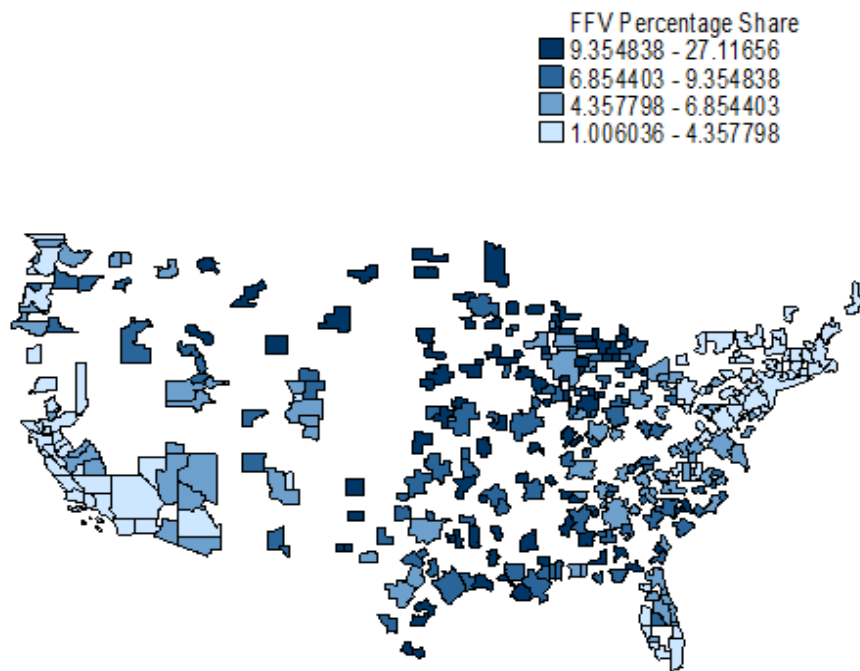 FFV Percentage Share
9.354838 - 27.11656
6.854403 - 9.354838
4.357798 - 6.854403
1.006036 - 4.357798